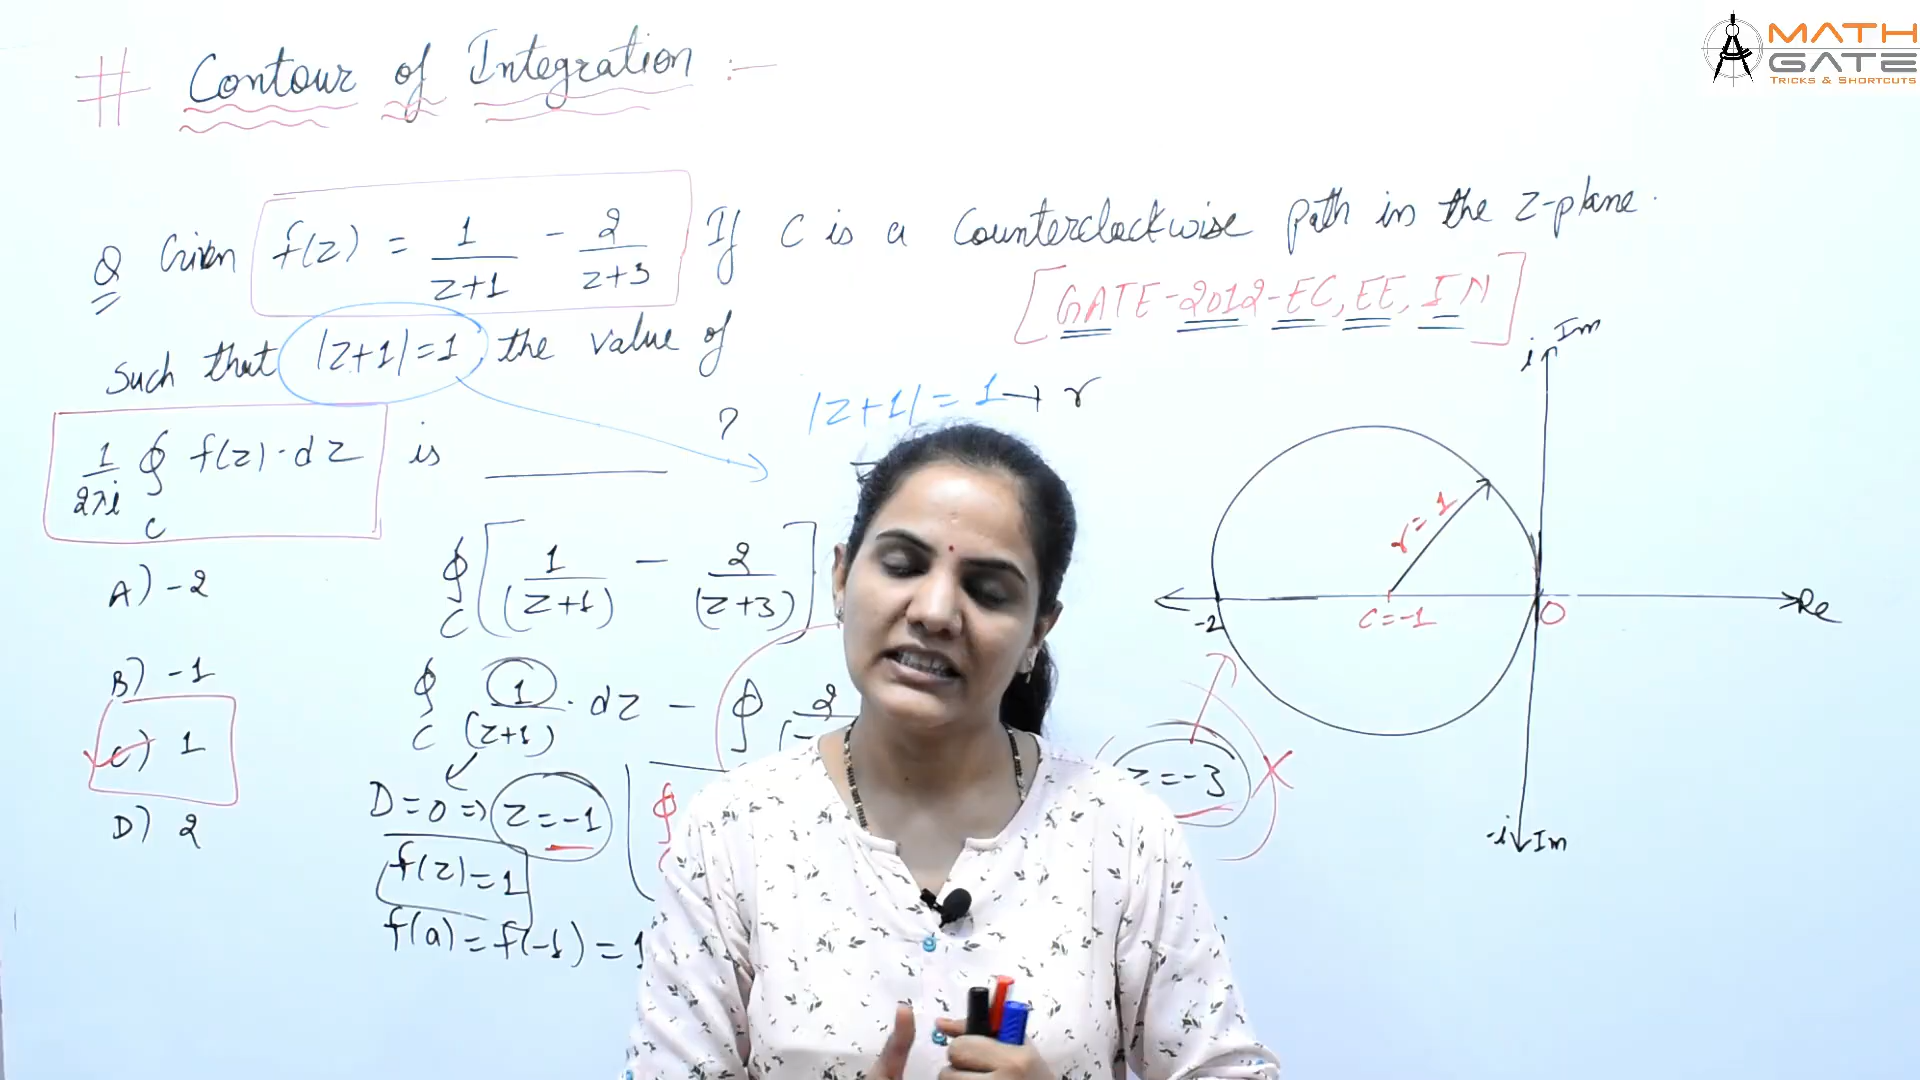 # Contour of Integration :-
MATH GATE
TRICKS & SHORTCUTS
Q Given f(z) = 1/(z+1) - 2/(z+3) If C is a Counterclockwise Path in the z-plane.
[GATE-2012-EC, EE, IN]
Such that |z+1|=1, the value of
1/2πi ∮C f(z)·dz is ______ ?
|z+1| = 1 → r
A) -2
B) -1
C) 1
D) 2
∮C [1/(z+1) - 2/(z+3)]
∮C 1/(z+1) · dz - ∮ 2/(
D=0 ⇒ z=-1
f(z)=1
f(a)=f(-1)=1
z=-3
i Im
r=1
-2
C=-1
0
Re
-i Im